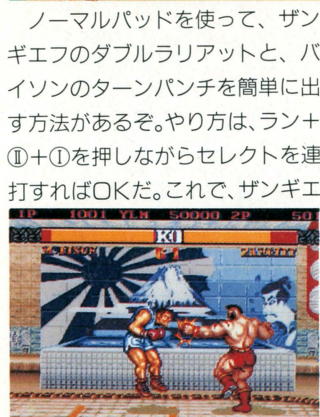 ノーマルパッドを使って、ザン
ギエフのダブルラリアットと、バ
イソンのターンパンチを簡単に出
す方法があるぞ。やり方は、ラン＋
Ⅱ＋Ⅰを押しながらセレクトを連
打すればOKだ。これで、ザンギエ
1P 1001 YLM 50000 2P 501
KO
M.BISON
ZANGIEF